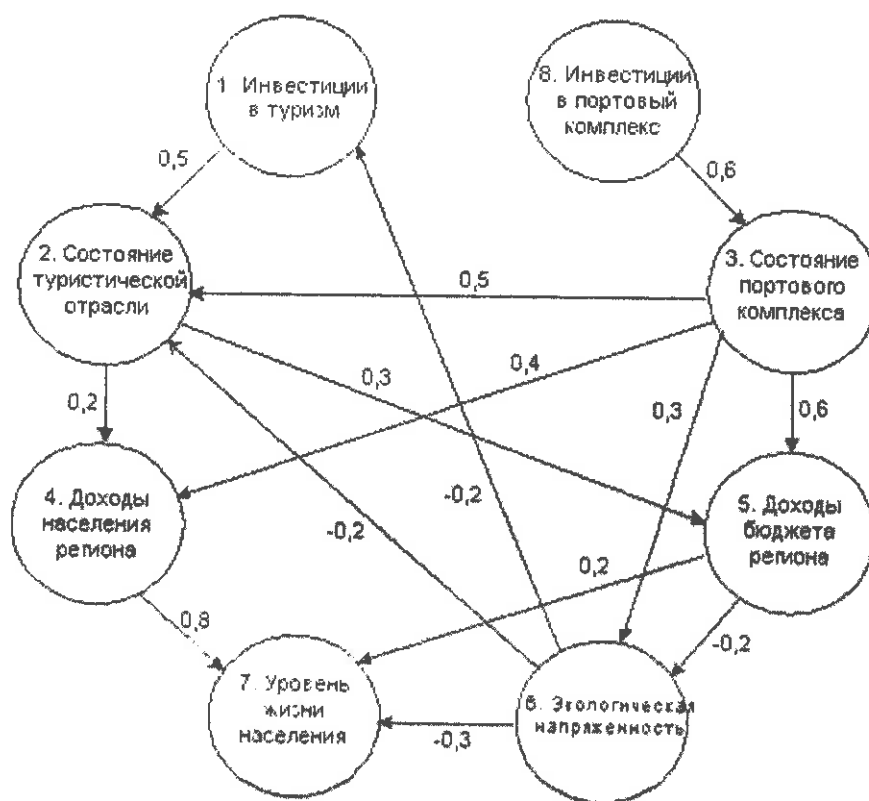 1. Инвестиции
в туризм
8. Инвестиции
в портовый
комплекс
0,5
0,6
2. Состояние
туристической
отрасли
3. Состояние
портового
комплекса
0,5
0,2
0,3
0,4
0,3
0,6
4. Доходы
населения
региона
-0,2
-0,2
5. Доходы
бюджета
региона
0,8
0,2
-0,2
7. Уровень
жизни
населения
-0,3
6. Экологическая
напряженность